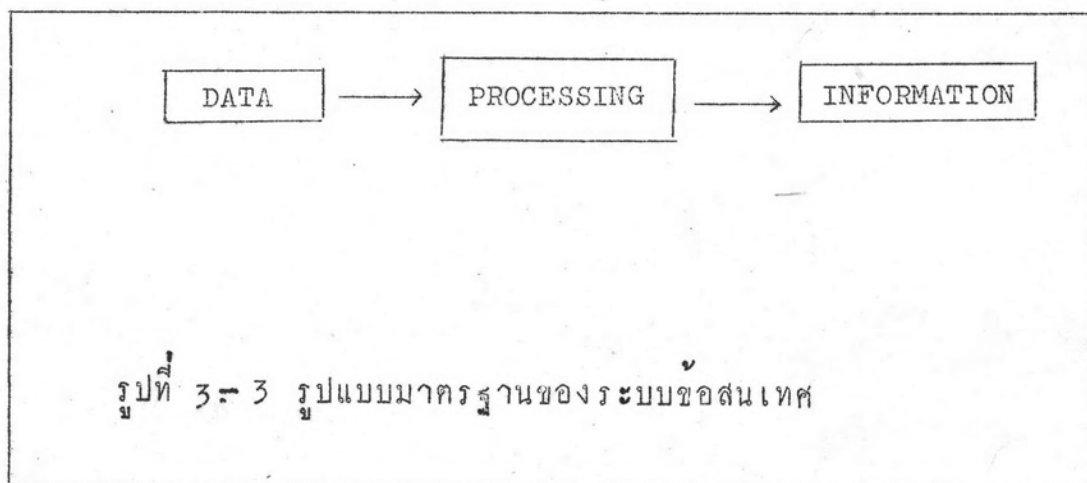 DATA PROCESSING INFORMATION
รูปที่ 3-3 รูปแบบมาตรฐานของระบบข้อสนเทศ